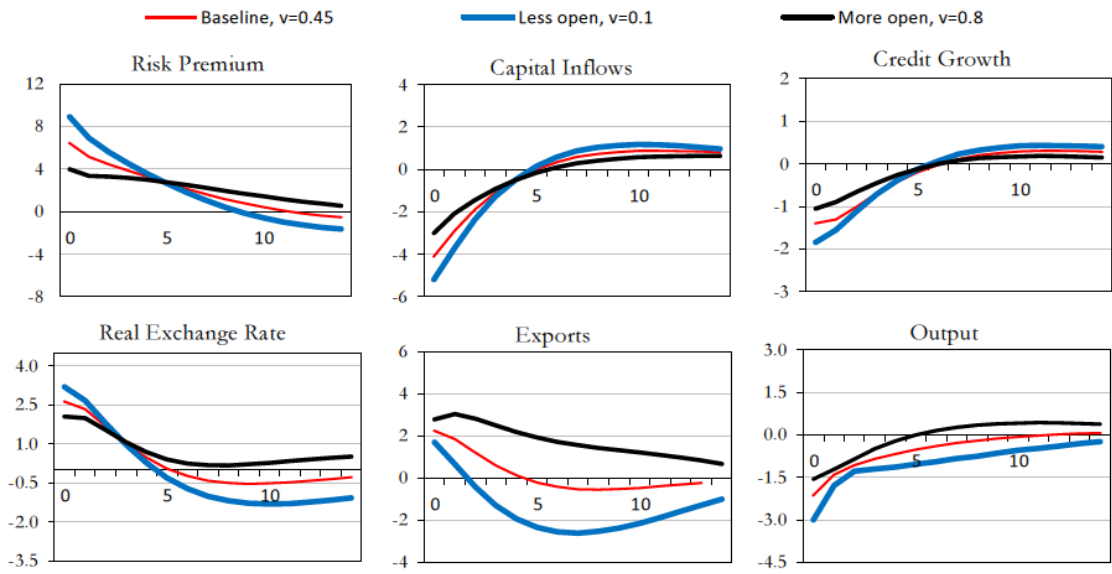 Baseline, v=0.45 Less open, v=0.1 More open, v=0.8
Risk Premium
12
8
4
0
-4
-8
0 5 10
Capital Inflows
4
2
0
-2
-4
-6
0 5 10
Credit Growth
2
1
0
-1
-2
-3
0 5 10
Real Exchange Rate
4.0
2.5
1.0
-0.5
-2.0
-3.5
0 5 10
Exports
6
4
2
0
-2
-4
0 5 10
Output
3.0
1.5
0.0
-1.5
-3.0
-4.5
0 5 10